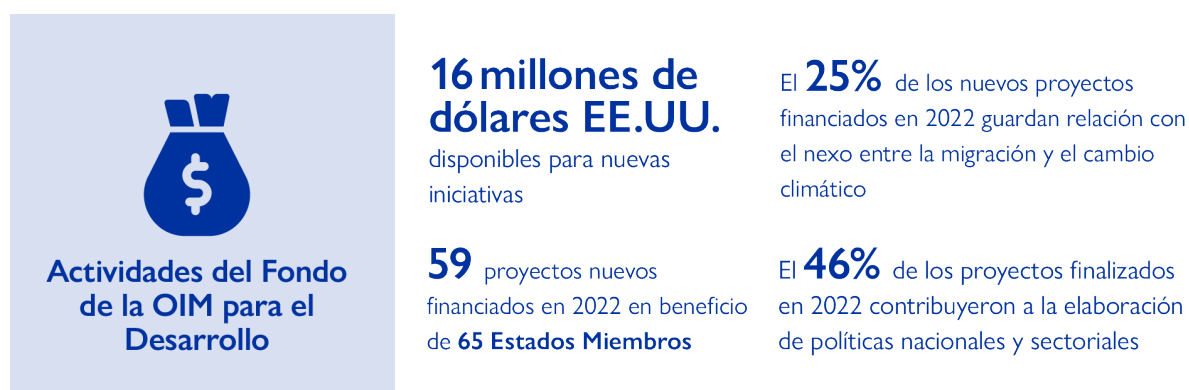 Actividades del Fondo
de la OIM para el
Desarrollo
16 millones de
dólares EE.UU.
disponibles para nuevas
iniciativas
59 proyectos nuevos
financiados en 2022 en beneficio
de 65 Estados Miembros
El 25% de los nuevos proyectos
financiados en 2022 guardan relación con
el nexo entre la migración y el cambio
climático
El 46% de los proyectos finalizados
en 2022 contribuyeron a la elaboración
de políticas nacionales y sectoriales